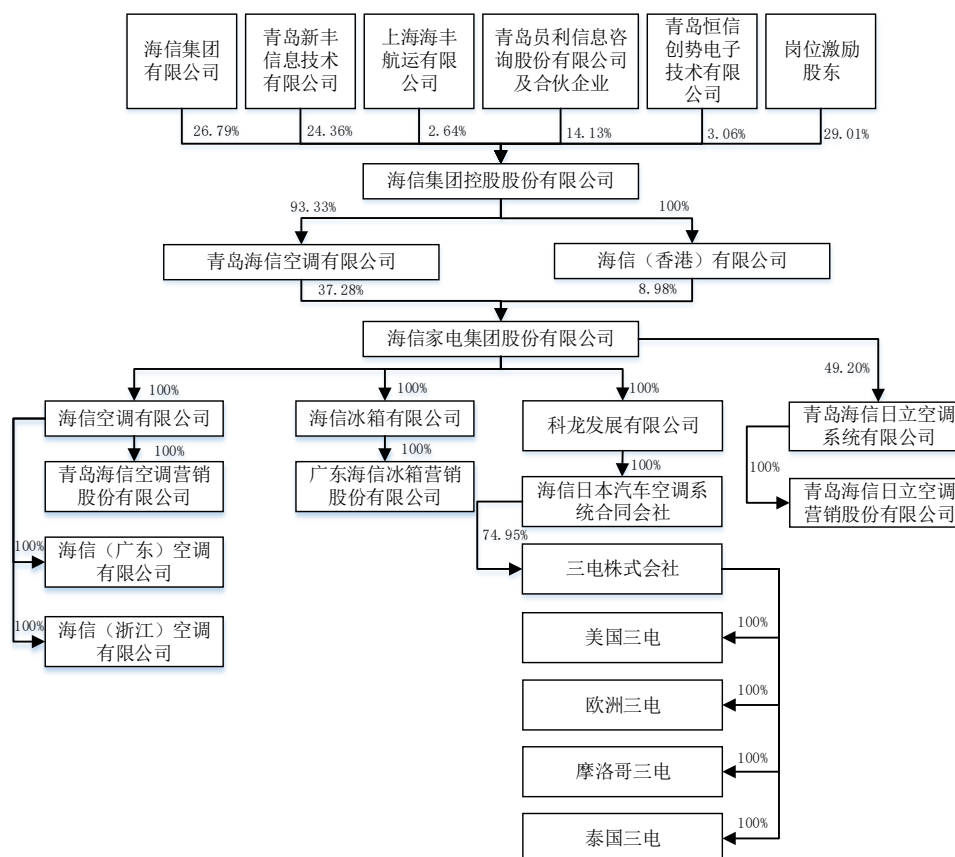 海信集团
有限公司
青岛新丰
信息技术
有限公司
上海海丰
航运有限
公司
青岛员利信息咨
询股份有限公司
及合伙企业
青岛恒信
创势电子
技术有限
公司
岗位激励
股东
26.79%
24.36%
2.64%
14.13%
3.06%
29.01%
海信集团控股股份有限公司
93.33%
100%
青岛海信空调有限公司
海信（香港）有限公司
37.28%
8.98%
海信家电集团股份有限公司
49.20%
100%
100%
100%
海信空调有限公司
海信冰箱有限公司
科龙发展有限公司
青岛海信日立空调
系统有限公司
100%
100%
100%
100%
青岛海信空调营销
股份有限公司
广东海信冰箱营销
股份有限公司
海信日本汽车空调系
统合同会社
青岛海信日立空调
营销股份有限公司
74.95%
100%
海信（广东）空调
有限公司
三电株式会社
100%
海信（浙江）空调
有限公司
100%
美国三电
100%
欧洲三电
100%
摩洛哥三电
100%
泰国三电